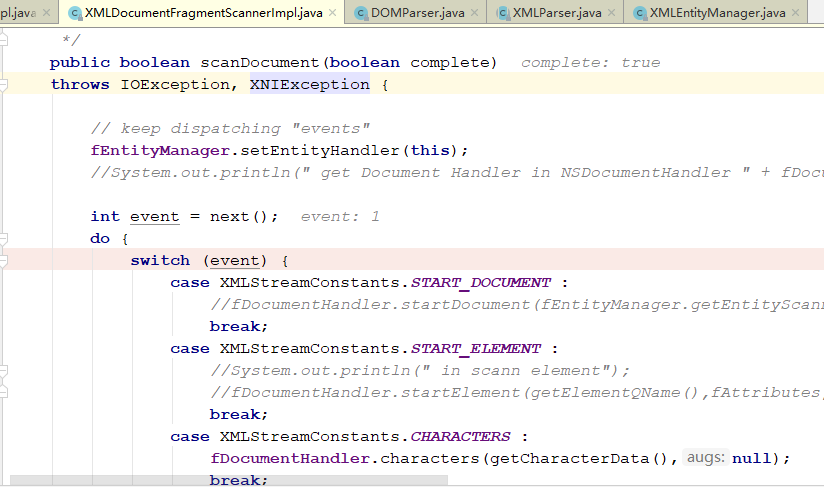 pl.java × XMLDocumentFragmentScannerImpl.java × DOMParser.java × XMLParser.java × XMLEntityManager.java ×
*/
public boolean scanDocument(boolean complete) complete: true
throws IOException, XNIException {
// keep dispatching "events"
fEntityManager.setEntityHandler(this);
//System.out.println(" get Document Handler in NSDocumentHandler " + fDocu
int event = next(); event: 1
do {
switch (event) {
case XMLStreamConstants.START_DOCUMENT :
//fDocumentHandler.startDocument(fEntityManager.getEntityScann
break;
case XMLStreamConstants.START_ELEMENT :
//System.out.println(" in scann element");
//fDocumentHandler.startElement(getElementQName(),fAttributes,
break;
case XMLStreamConstants.CHARACTERS :
fDocumentHandler.characters(getCharacterData(), augs: null);
break;